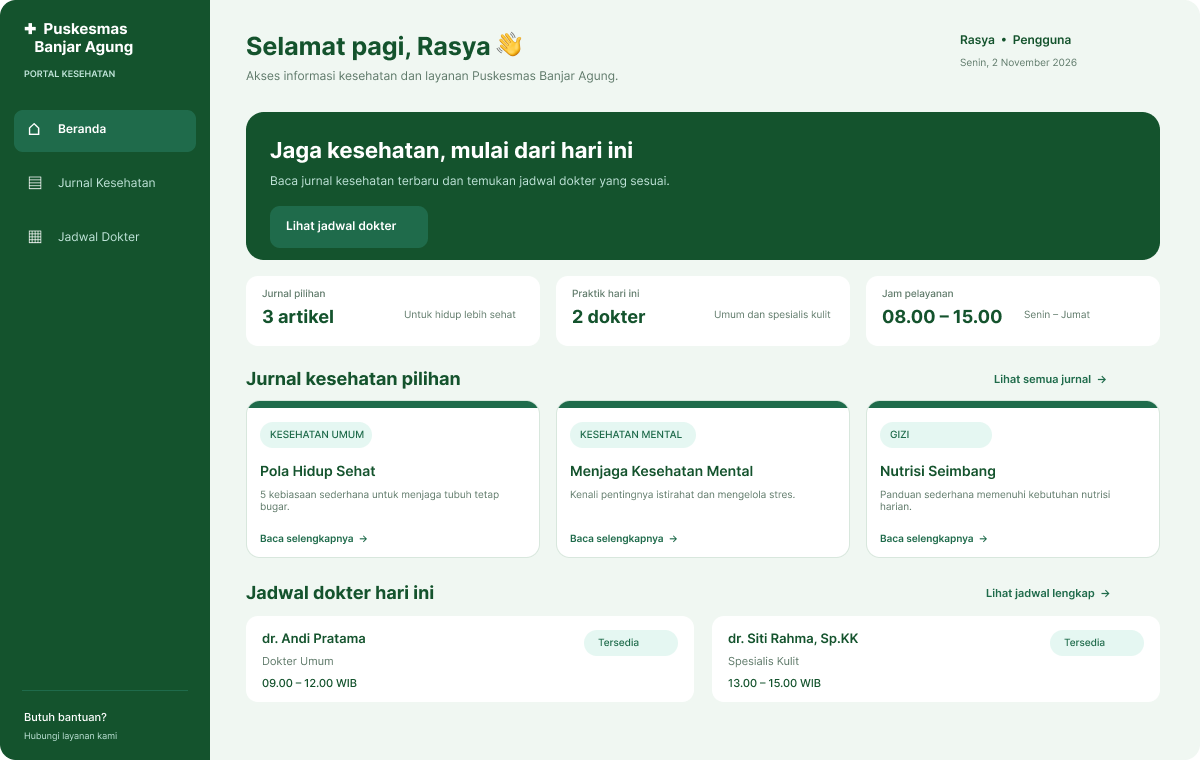 Puskesmas
Banjar Agung
PORTAL KESEHATAN
Beranda
Jurnal Kesehatan
Jadwal Dokter
Butuh bantuan?
Hubungi layanan kami
Selamat pagi, Rasya 👋
Akses informasi kesehatan dan layanan Puskesmas Banjar Agung.
Rasya • Pengguna
Senin, 2 November 2026
Jaga kesehatan, mulai dari hari ini
Baca jurnal kesehatan terbaru dan temukan jadwal dokter yang sesuai.
Lihat jadwal dokter
Jurnal pilihan
3 artikel
Untuk hidup lebih sehat
Praktik hari ini
2 dokter
Umum dan spesialis kulit
Jam pelayanan
08.00 – 15.00
Senin – Jumat
Jurnal kesehatan pilihan
Lihat semua jurnal →
KESEHATAN UMUM
Pola Hidup Sehat
5 kebiasaan sederhana untuk menjaga tubuh tetap
bugar.
Baca selengkapnya →
KESEHATAN MENTAL
Menjaga Kesehatan Mental
Kenali pentingnya istirahat dan mengelola stres.
Baca selengkapnya →
GIZI
Nutrisi Seimbang
Panduan sederhana memenuhi kebutuhan nutrisi
harian.
Baca selengkapnya →
Jadwal dokter hari ini
Lihat jadwal lengkap →
dr. Andi Pratama
Tersedia
Dokter Umum
09.00 – 12.00 WIB
dr. Siti Rahma, Sp.KK
Tersedia
Spesialis Kulit
13.00 – 15.00 WIB